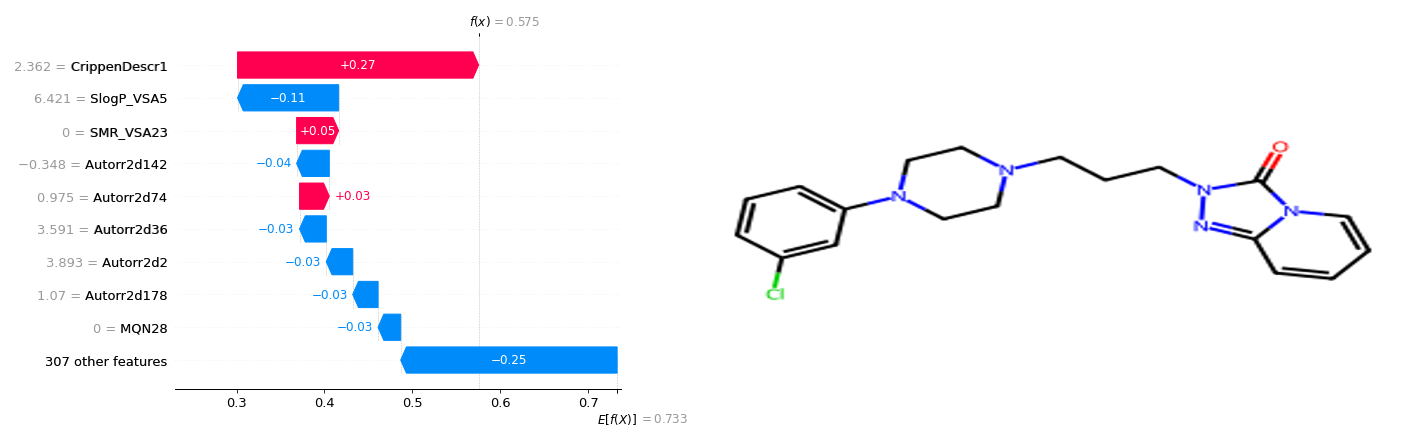 f(x) = 0.575
2.362 = CrippenDescr1
+0.27
6.421 = SlogP_VSA5
−0.11
0 = SMR_VSA23
+0.05
−0.348 = Autorr2d142
−0.04
0.975 = Autorr2d74
+0.03
3.591 = Autorr2d36
−0.03
3.893 = Autorr2d2
−0.03
1.07 = Autorr2d178
−0.03
0 = MQN28
−0.03
307 other features
−0.25
0.3 0.4 0.5 0.6 0.7
E[f(X)] = 0.733
O
N N
N N
N N
Cl